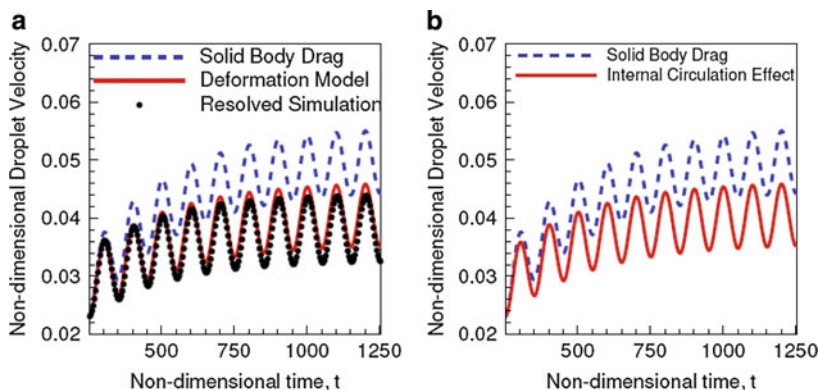 a
Non-dimensional Droplet Velocity
0.07
0.06
0.05
0.04
0.03
0.02
Solid Body Drag
Deformation Model
Resolved Simulation
500
750
1000
1250
Non-dimensional time, t
b
Non-dimensional Droplet Velocity
0.07
0.06
0.05
0.04
0.03
0.02
Solid Body Drag
Internal Circulation Effect
500
750
1000
1250
Non-dimensional time, t